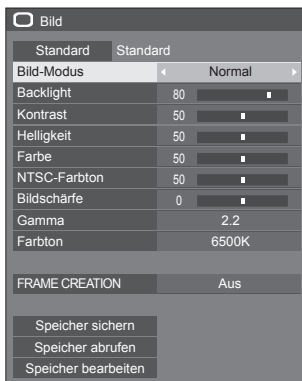 Bild
Standard Standard
Bild-Modus Normal
Backlight 80
Kontrast 50
Helligkeit 50
Farbe 50
NTSC-Farbton 50
Bildschärfe 0
Gamma 2.2
Farbton 6500K
FRAME CREATION Aus
Speicher sichern
Speicher abrufen
Speicher bearbeiten